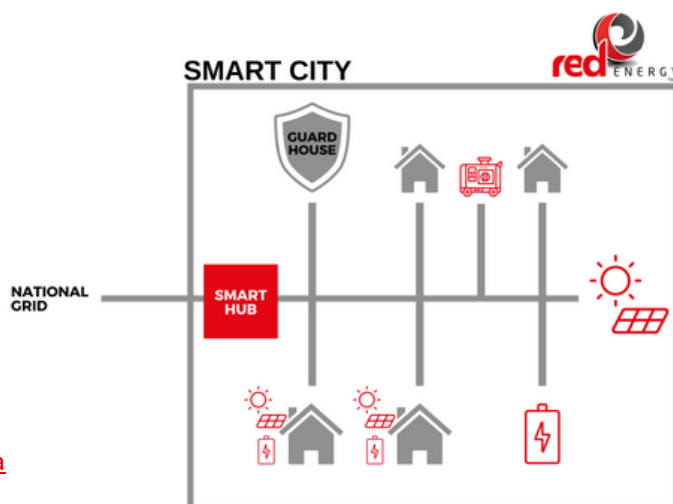 red ENERGY
SMART CITY
GUARD
HOUSE
NATIONAL
GRID
SMART
HUB
a